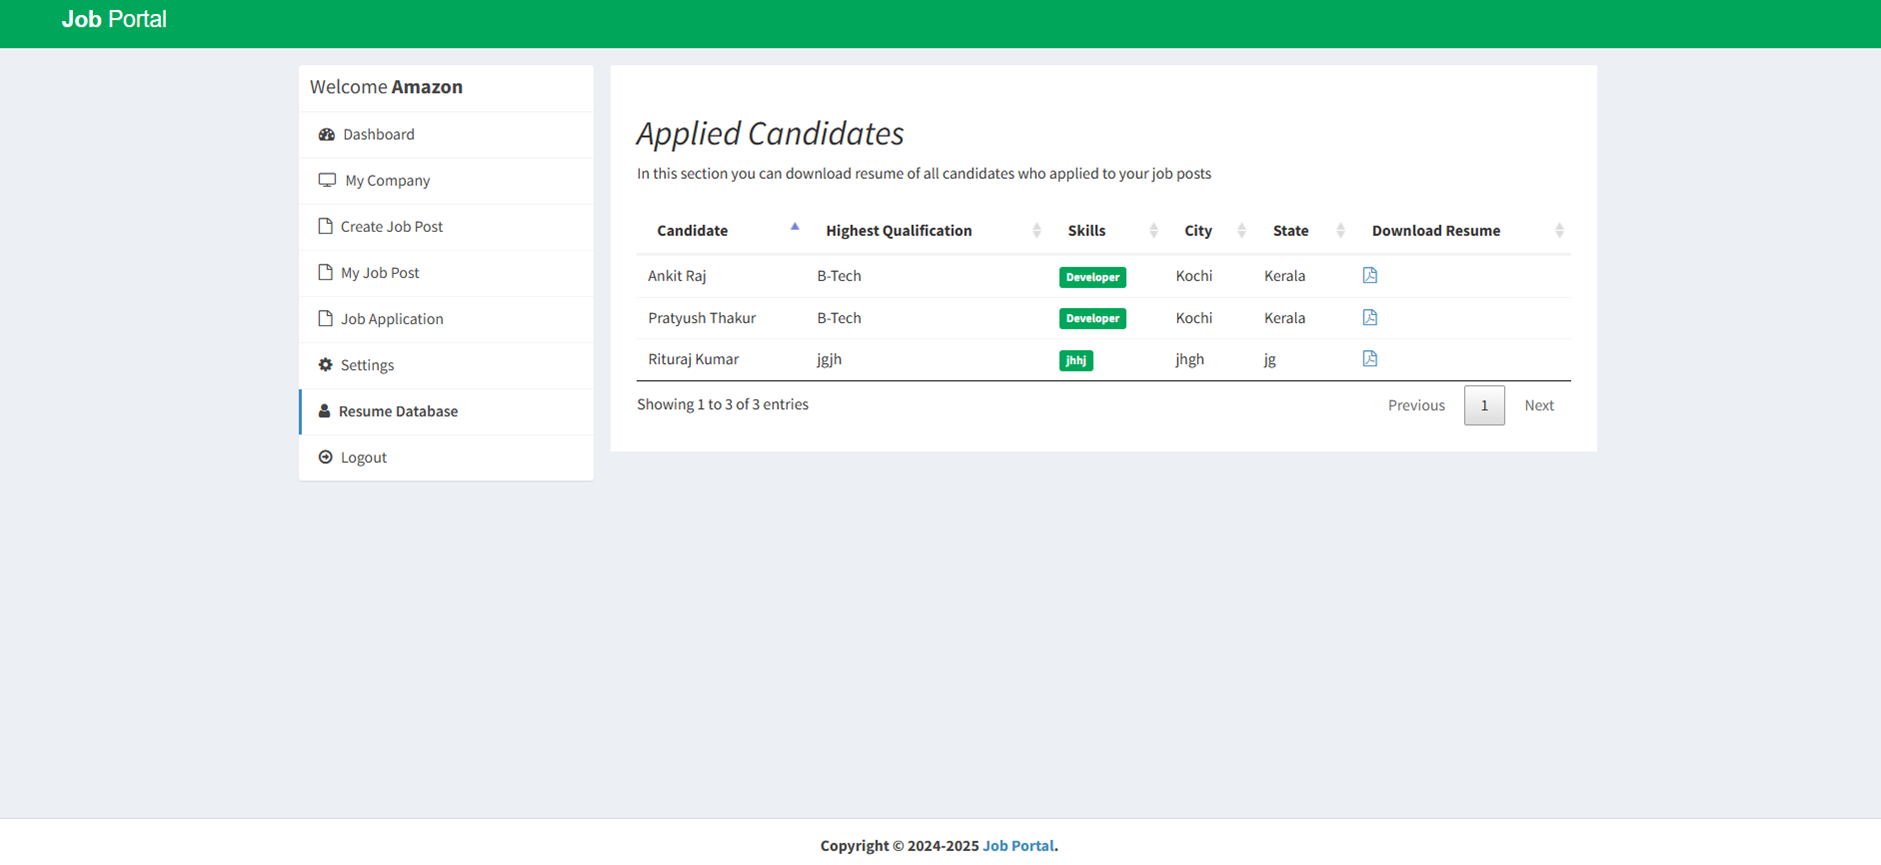 Job Portal
Welcome Amazon
Dashboard
My Company
Create Job Post
My Job Post
Job Application
Settings
Resume Database
Logout
Applied Candidates
In this section you can download resume of all candidates who applied to your job posts
Candidate Highest Qualification Skills City State Download Resume
Ankit Raj B-Tech Developer Kochi Kerala
Pratyush Thakur B-Tech Developer Kochi Kerala
Rituraj Kumar jgjh jhhj jhgh jg
Showing 1 to 3 of 3 entries Previous 1 Next
Copyright © 2024-2025 Job Portal.